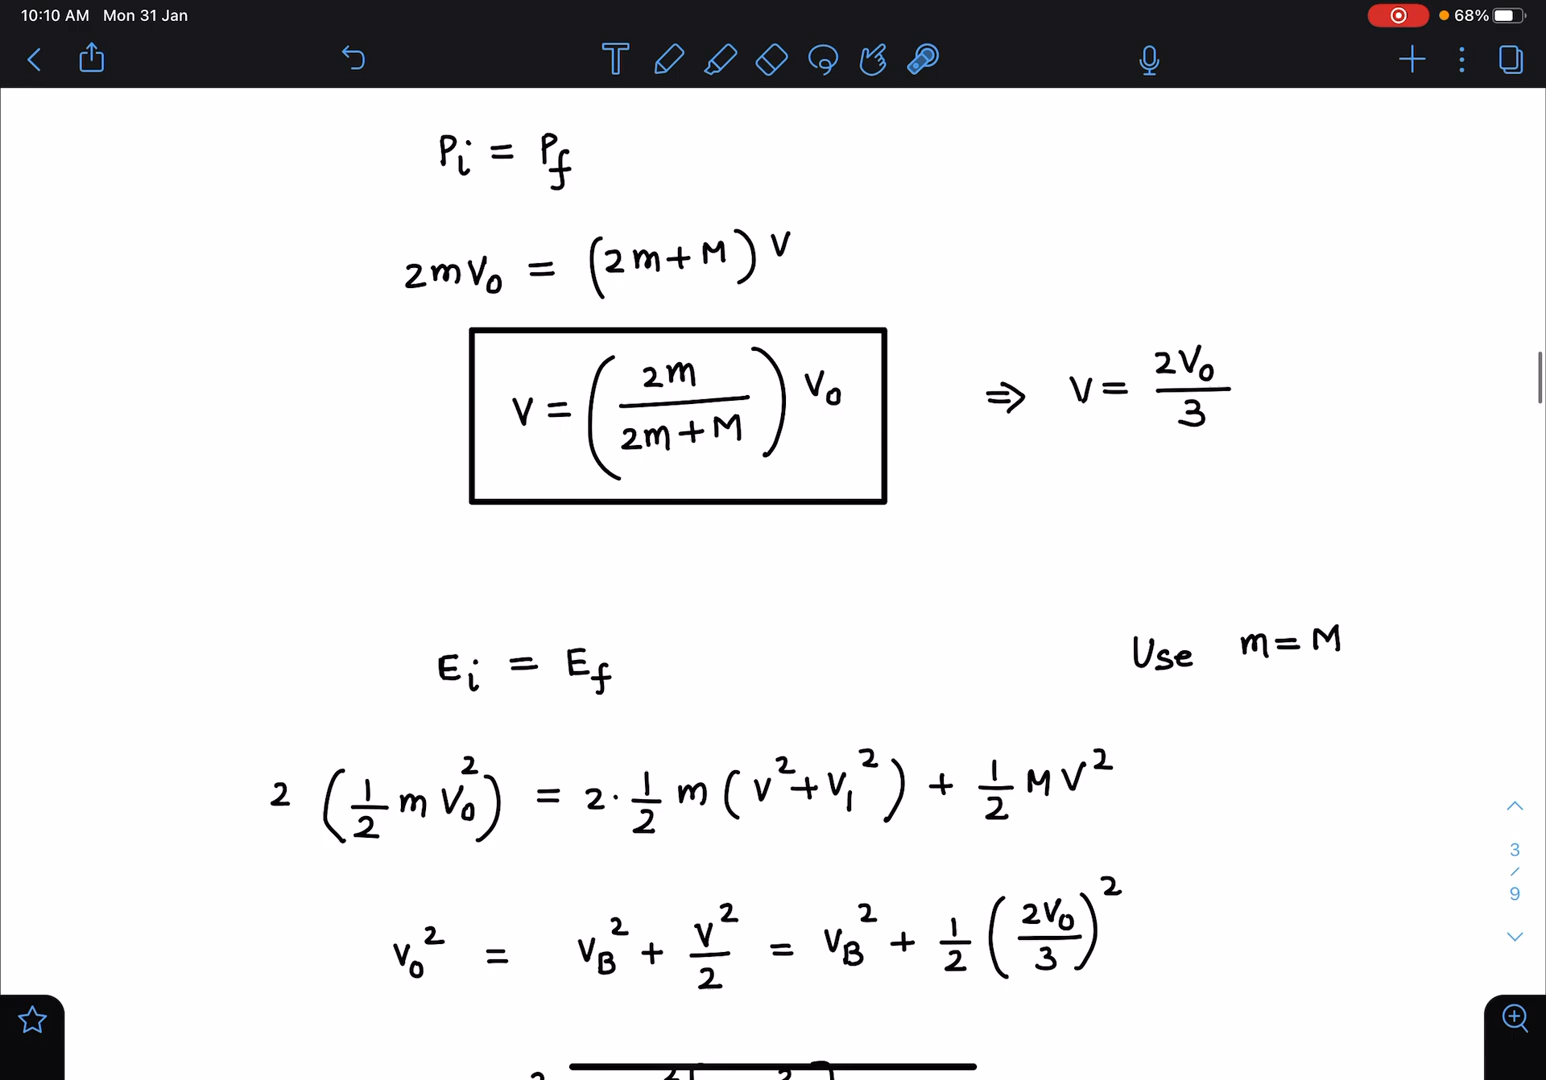 10:10 AM Mon 31 Jan 68%
T
Pi = Pf
2mV₀ = (2m+M) V
V = (2m / 2m+M) V₀ ⇒ V = 2V₀ / 3
Ei = Ef Use m = M
2 (1/2 m V₀²) = 2 · 1/2 m (V² + V₁²) + 1/2 M V²
3 / 9
V₀² = V_B² + V²/2 = V_B² + 1/2 (2V₀/3)²